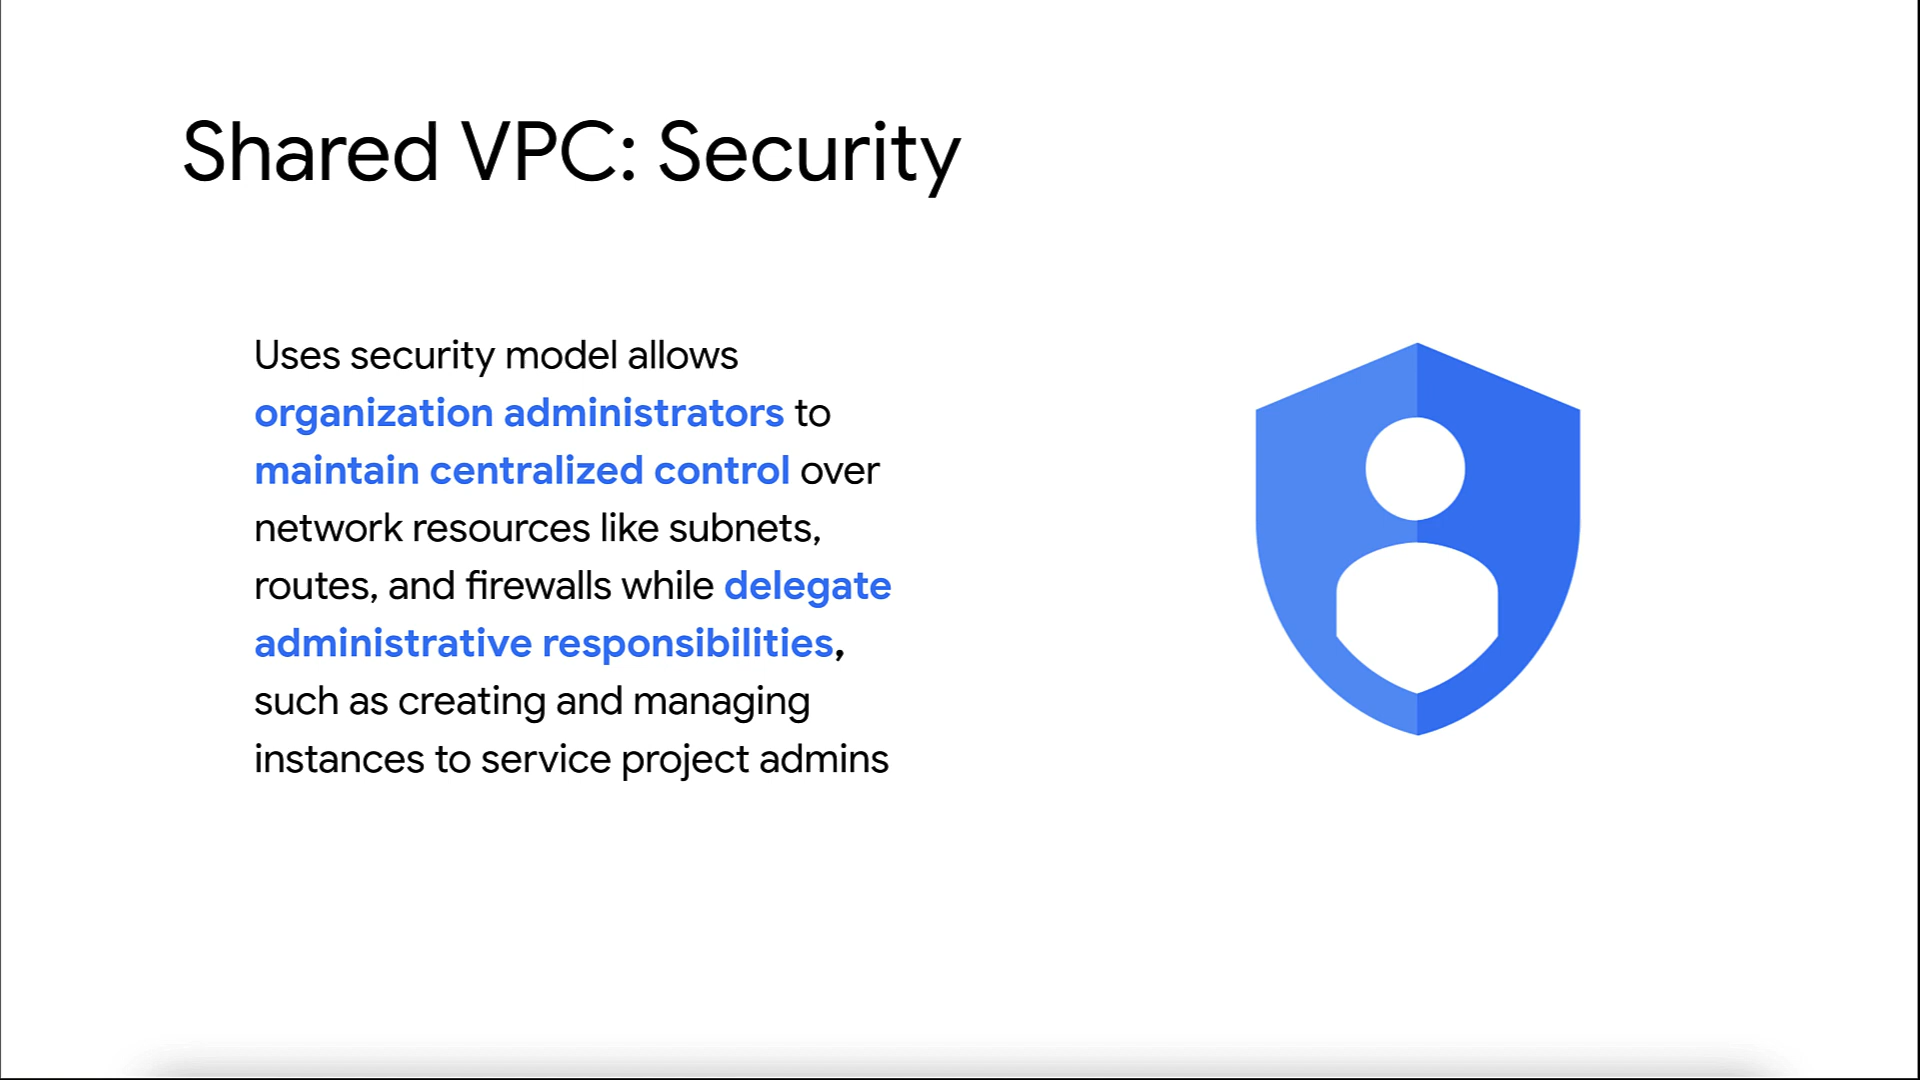 Shared VPC: Security
Uses security model allows
organization administrators to
maintain centralized control over
network resources like subnets,
routes, and firewalls while delegate
administrative responsibilities,
such as creating and managing
instances to service project admins